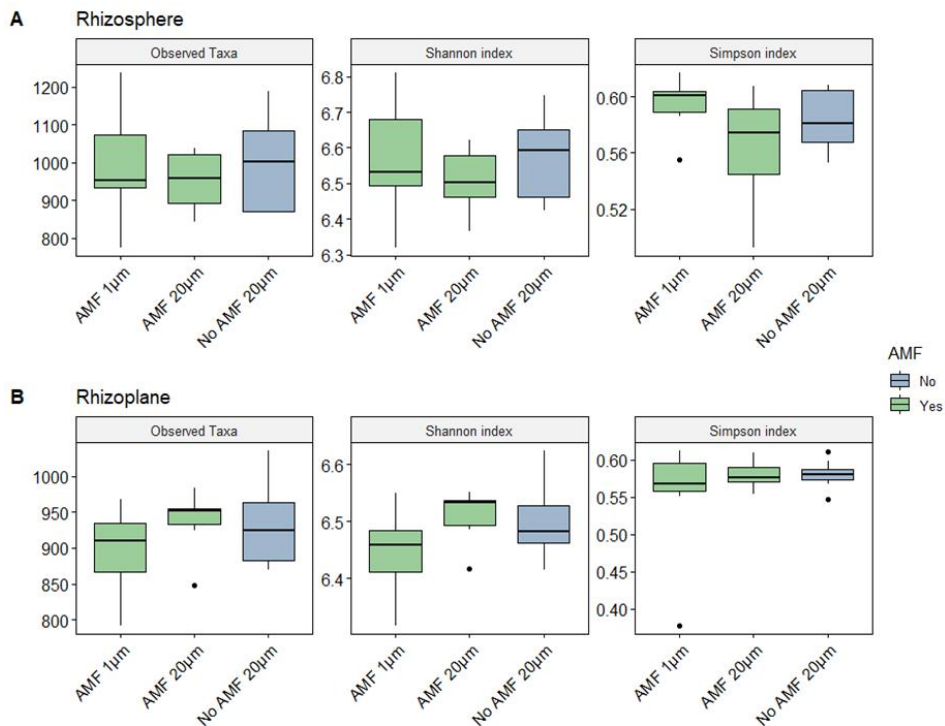 A Rhizosphere
Observed Taxa Shannon index Simpson index
1200
1100
1000
900
800
6.8
6.7
6.6
6.5
6.4
6.3
0.60
0.56
0.52
AMF 1µm AMF 20µm No AMF 20µm
AMF 1µm AMF 20µm No AMF 20µm
AMF 1µm AMF 20µm No AMF 20µm
AMF
No
Yes
B Rhizoplane
Observed Taxa Shannon index Simpson index
1000
950
900
850
800
6.6
6.5
6.4
0.60
0.55
0.50
0.45
0.40
AMF 1µm AMF 20µm No AMF 20µm
AMF 1µm AMF 20µm No AMF 20µm
AMF 1µm AMF 20µm No AMF 20µm